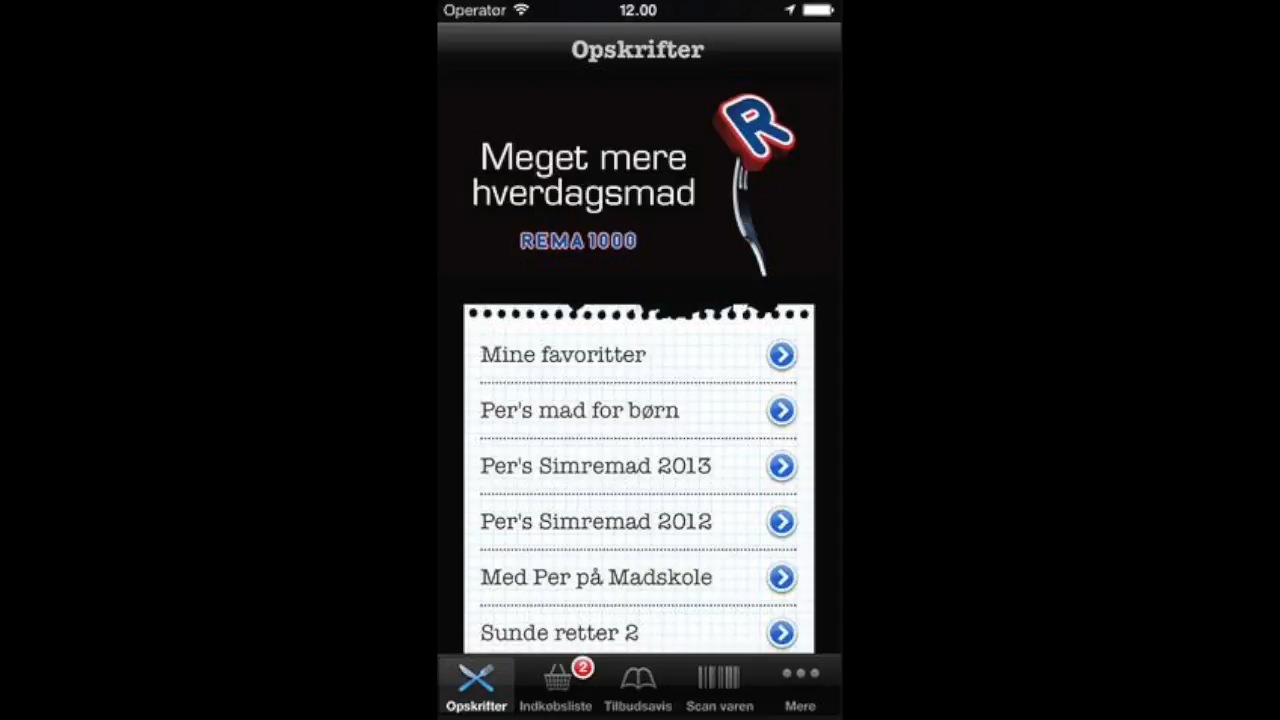 Operatør
12.00
Opskrifter
R
Meget mere
hverdagsmad
REMA 1000
Mine favoritter
Per's mad for børn
Per's Simremad 2013
Per's Simremad 2012
Med Per på Madskole
Sunde retter 2
2
Opskrifter
Indkøbsliste
Tilbudsavis
Scan varen
Mere